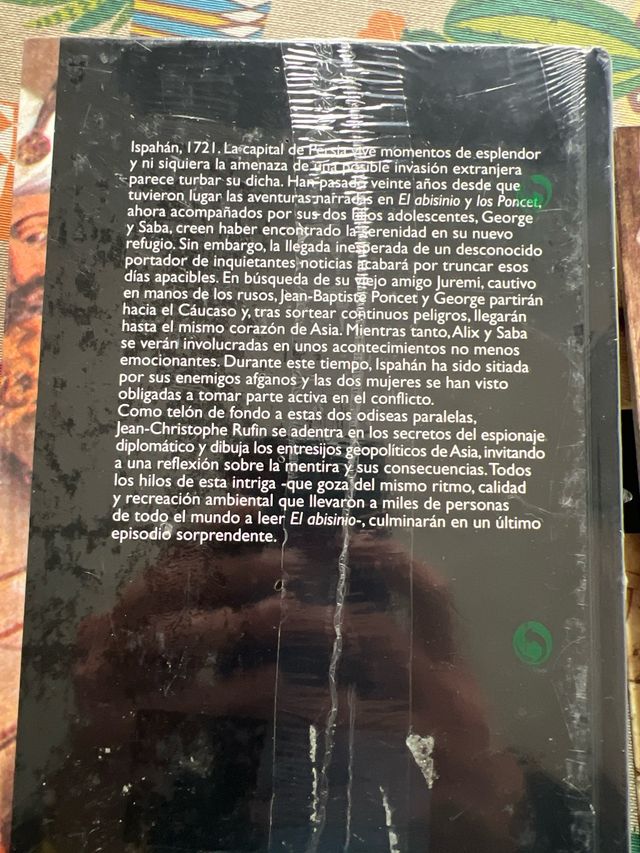 Ispahán, 1721. La capital de Persia vive momentos de esplendor
y ni siquiera la amenaza de una posible invasión extranjera
parece turbar su dicha. Han pasado veinte años desde que
tuvieron lugar las aventuras narradas en El abisinio y los Poncet,
ahora acompañados por sus dos hijos adolescentes, George
y Saba, creen haber encontrado la serenidad en su nuevo
refugio. Sin embargo, la llegada inesperada de un desconocido
portador de inquietantes noticias acabará por truncar esos
días apacibles. En búsqueda de su viejo amigo Juremi, cautivo
en manos de los rusos, Jean-Baptiste Poncet y George partirán
hacia el Cáucaso y, tras sortear continuos peligros, llegarán
hasta el mismo corazón de Asia. Mientras tanto, Alix y Saba
se verán involucradas en unos acontecimientos no menos
emocionantes. Durante este tiempo, Ispahán ha sido sitiada
por sus enemigos afganos y las dos mujeres se han visto
obligadas a tomar parte activa en el conflicto.
Como telón de fondo a estas dos odiseas paralelas,
Jean-Christophe Rufin se adentra en los secretos del espionaje
diplomático y dibuja los entresijos geopolíticos de Asia, invitando
a una reflexión sobre la mentira y sus consecuencias. Todos
los hilos de esta intriga -que goza del mismo ritmo, calidad
y recreación ambiental que llevaron a miles de personas
de todo el mundo a leer El abisinio-, culminarán en un último
episodio sorprendente.